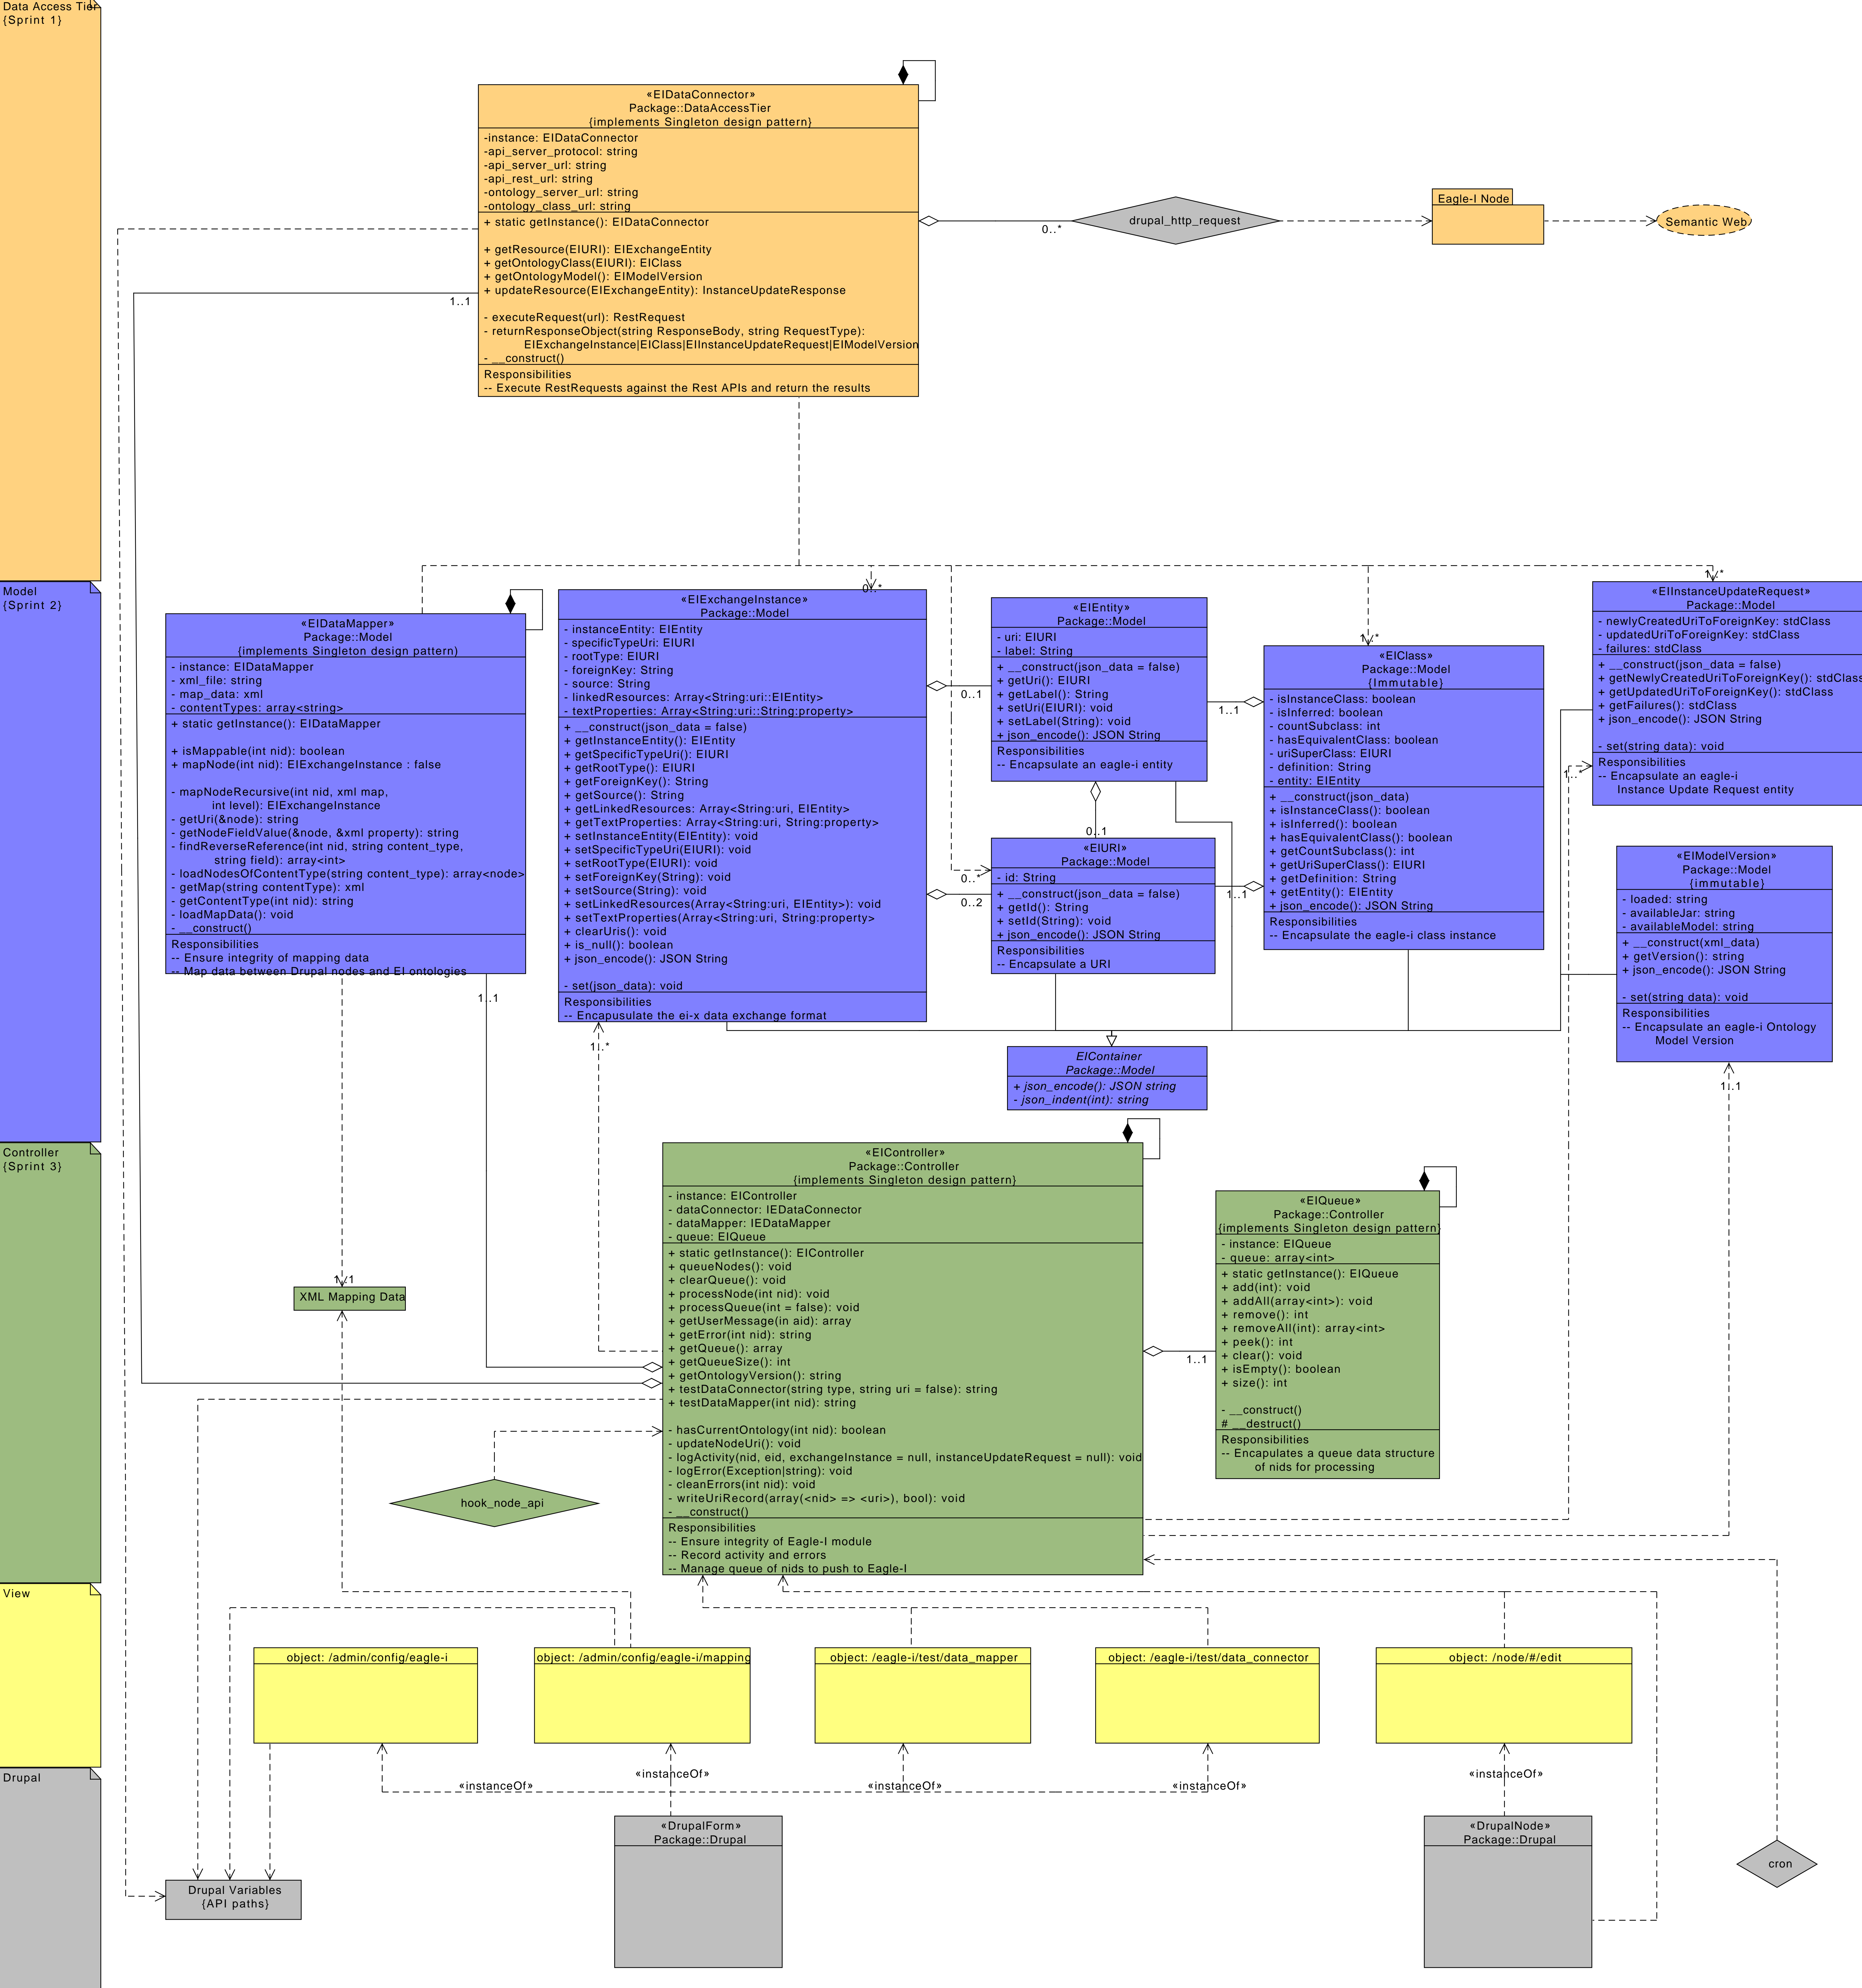 Data Access Tier
{Sprint 1}
«EIDataConnector»
Package::DataAccessTier
{implements Singleton design pattern}
-instance: EIDataConnector
-api_server_protocol: string
-api_server_url: string
-api_rest_url: string
-ontology_server_url: string
-ontology_class_url: string
+ static getInstance(): EIDataConnector
+ getResource(EIURI): EIExchangeEntity
+ getOntologyClass(EIURI): EIClass
+ getOntologyModel(): EIModelVersion
+ updateResource(EIExchangeEntity): InstanceUpdateResponse
- executeRequest(url): RestRequest
- returnResponseObject(string ResponseBody, string RequestType):
EIExchangeInstance|EIClass|EIInstanceUpdateRequest|EIModelVersion
- __construct()
Responsibilities
-- Execute RestRequests against the Rest APIs and return the results
1..1
0..*
drupal_http_request
Eagle-I Node
Semantic Web
Model
{Sprint 2}
«EIDataMapper»
Package::Model
{implements Singleton design pattern)
- instance: EIDataMapper
- xml_file: string
- map_data: xml
- contentTypes: array<string>
+ static getInstance(): EIDataMapper
+ isMappable(int nid): boolean
+ mapNode(int nid): EIExchangeInstance : false
- mapNodeRecursive(int nid, xml map,
int level): EIExchangeInstance
- getUri(&node): string
- getNodeFieldValue(&node, &xml property): string
- findReverseReference(int nid, string content_type,
string field): array<int>
- loadNodesOfContentType(string content_type): array<node>
- getMap(string contentType): xml
- getContentType(int nid): string
- loadMapData(): void
- __construct()
Responsibilities
-- Ensure integrity of mapping data
-- Map data between Drupal nodes and EI ontologies
1..1
0..*
«EIExchangeInstance»
Package::Model
- instanceEntity: EIEntity
- specificTypeUri: EIURI
- rootType: EIURI
- foreignKey: String
- source: String
- linkedResources: Array<String:uri::EIEntity>
- textProperties: Array<String:uri::String:property>
+ __construct(json_data = false)
+ getInstanceEntity(): EIEntity
+ getSpecificTypeUri(): EIURI
+ getRootType(): EIURI
+ getForeignKey(): String
+ getSource(): String
+ getLinkedResources: Array<String:uri, EIEntity>
+ getTextProperties: Array<String:uri, String:property>
+ setInstanceEntity(EIEntity): void
+ setSpecificTypeUri(EIURI): void
+ setRootType(EIURI): void
+ setForeignKey(String): void
+ setSource(String): void
+ setLinkedResources(Array<String:uri, EIEntity>): void
+ setTextProperties(Array<String:uri, String:property>
+ clearUris(): void
+ is_null(): boolean
+ json_encode(): JSON String
- set(json_data): void
Responsibilities
-- Encapusulate the ei-x data exchange format
1..*
0..1
0..*
0..2
«EIEntity»
Package::Model
- uri: EIURI
- label: String
+ __construct(json_data = false)
+ getUri(): EIURI
+ getLabel(): String
+ setUri(EIURI): void
+ setLabel(String): void
+ json_encode(): JSON String
Responsibilities
-- Encapsulate an eagle-i entity
0..1
«EIURI»
Package::Model
- id: String
+ __construct(json_data = false)
+ getId(): String
+ setId(String): void
+ json_encode(): JSON String
Responsibilities
-- Encapsulate a URI
1..1
1..1
1..*
«EIClass»
Package::Model
{Immutable}
- isInstanceClass: boolean
- isInferred: boolean
- countSubclass: int
- hasEquivalentClass: boolean
- uriSuperClass: EIURI
- definition: String
- entity: EIEntity
+ __construct(json_data)
+ isInstanceClass(): boolean
+ isInferred(): boolean
+ hasEquivalentClass(): boolean
+ getCountSubclass(): int
+ getUriSuperClass(): EIURI
+ getDefinition: String
+ getEntity(): EIEntity
+ json_encode(): JSON String
Responsibilities
-- Encapsulate the eagle-i class instance
1..*
«EIInstanceUpdateRequest»
Package::Model
- newlyCreatedUriToForeignKey: stdClass
- updatedUriToForeignKey: stdClass
- failures: stdClass
+ __construct(json_data = false)
+ getNewlyCreatedUriToForeignKey(): stdClass
+ getUpdatedUriToForeignKey(): stdClass
+ getFailures(): stdClass
+ json_encode(): JSON String
- set(string data): void
Responsibilities
-- Encapsulate an eagle-i
Instance Update Request entity
1..*
«EIModelVersion»
Package::Model
{immutable}
- loaded: string
- availableJar: string
- availableModel: string
+ __construct(xml_data)
+ getVersion(): string
+ json_encode(): JSON String
- set(string data): void
Responsibilities
-- Encapsulate an eagle-i Ontology
Model Version
1..1
EIContainer
Package::Model
+ json_encode(): JSON string
- json_indent(int): string
Controller
{Sprint 3}
1..1
XML Mapping Data
hook_node_api
«EIController»
Package::Controller
{implements Singleton design pattern}
- instance: EIController
- dataConnector: IEDataConnector
- dataMapper: IEDataMapper
- queue: EIQueue
+ static getInstance(): EIController
+ queueNodes(): void
+ clearQueue(): void
+ processNode(int nid): void
+ processQueue(int = false): void
+ getUserMessage(in aid): array
+ getError(int nid): string
+ getQueue(): array
+ getQueueSize(): int
+ getOntologyVersion(): string
+ testDataConnector(string type, string uri = false): string
+ testDataMapper(int nid): string
- hasCurrentOntology(int nid): boolean
- updateNodeUri(): void
- logActivity(nid, eid, exchangeInstance = null, instanceUpdateRequest = null): void
- logError(Exception|string): void
- cleanErrors(int nid): void
- writeUriRecord(array(<nid> => <uri>), bool): void
- __construct()
Responsibilities
-- Ensure integrity of Eagle-I module
-- Record activity and errors
-- Manage queue of nids to push to Eagle-I
1..1
«EIQueue»
Package::Controller
{implements Singleton design pattern}
- instance: EIQueue
- queue: array<int>
+ static getInstance(): EIQueue
+ add(int): void
+ addAll(array<int>): void
+ remove(): int
+ removeAll(int): array<int>
+ peek(): int
+ clear(): void
+ isEmpty(): boolean
+ size(): int
- __construct()
# __destruct()
Responsibilities
-- Encapulates a queue data structure
of nids for processing
View
object: /admin/config/eagle-i
object: /admin/config/eagle-i/mapping
object: /eagle-i/test/data_mapper
object: /eagle-i/test/data_connector
object: /node/#/edit
Drupal
«instanceOf»
«instanceOf»
«instanceOf»
«instanceOf»
«instanceOf»
Drupal Variables
{API paths}
«DrupalForm»
Package::Drupal
«DrupalNode»
Package::Drupal
cron